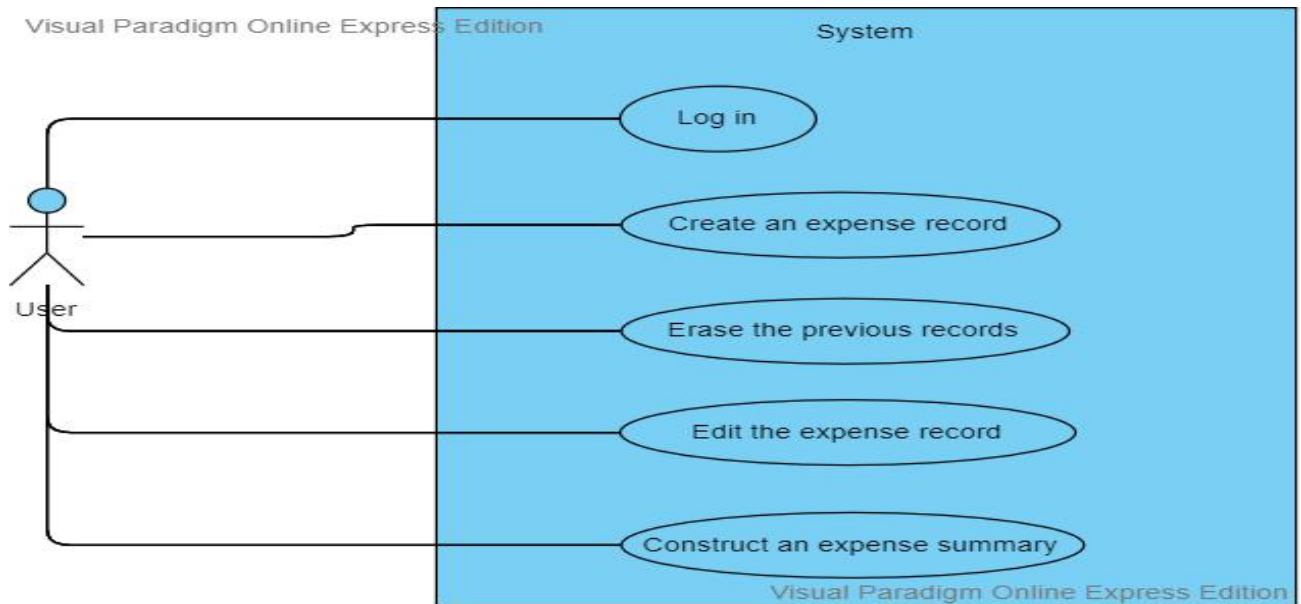 Visual Paradigm Online Express Edition
System
Log in
Create an expense record
User
Erase the previous records
Edit the expense record
Construct an expense summary
Visual Paradigm Online Express Edition